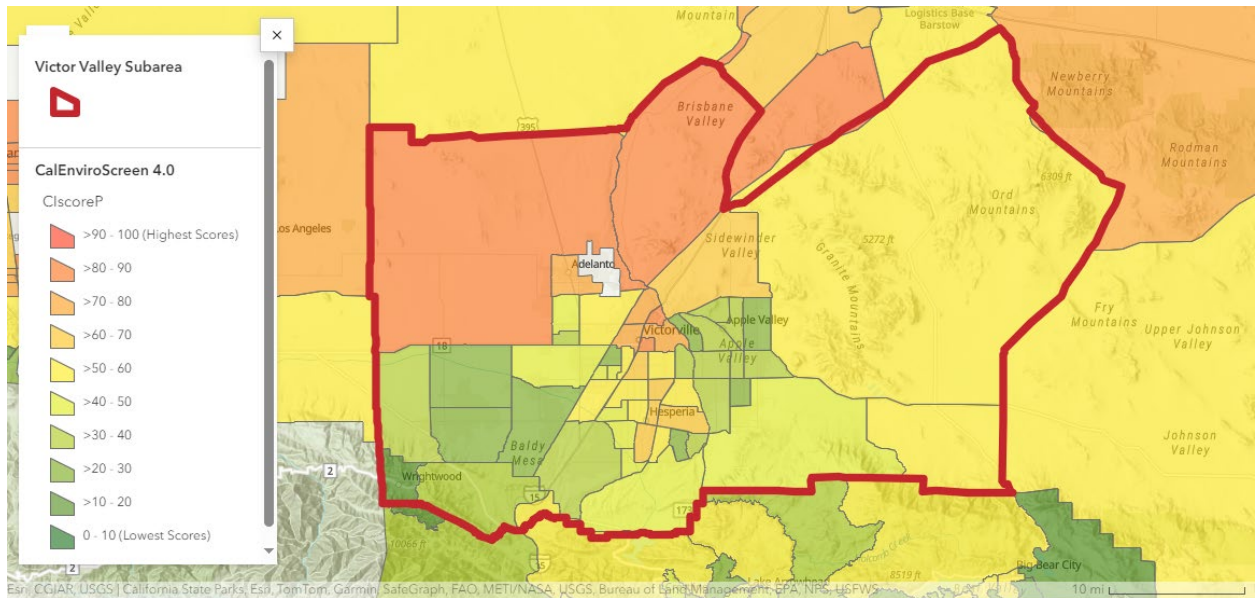 Victor Valley Subarea
CalEnviroScreen 4.0
CIscoreP
>90 - 100 (Highest Scores)
>80 - 90
>70 - 80
>60 - 70
>50 - 60
>40 - 50
>30 - 40
>20 - 30
>10 - 20
0 - 10 (Lowest Scores)
Mountain
Logistics Base
Barstow
Newberry
Mountains
Brisbane
Valley
395
Rodman
Mountains
6309 ft
Ord
Mountains
Los Angeles
Sidewinder
Valley
5272 ft
Granite Mountains
Adelanto
Fry
Mountains
Upper Johnson
Valley
Victorville
Apple Valley
Apple
Valley
18
Hesperia
Johnson
Valley
Baldy
Mesa
Wrightwood
2
15
173
10066 ft
Lake Arrowhead
8519 ft
Big Bear City
2
10 mi
Esri, CGIAR, USGS | California State Parks, Esri, TomTom, Garmin, SafeGraph, FAO, METI/NASA, USGS, Bureau of Land Management, EPA, NPS, USFWS